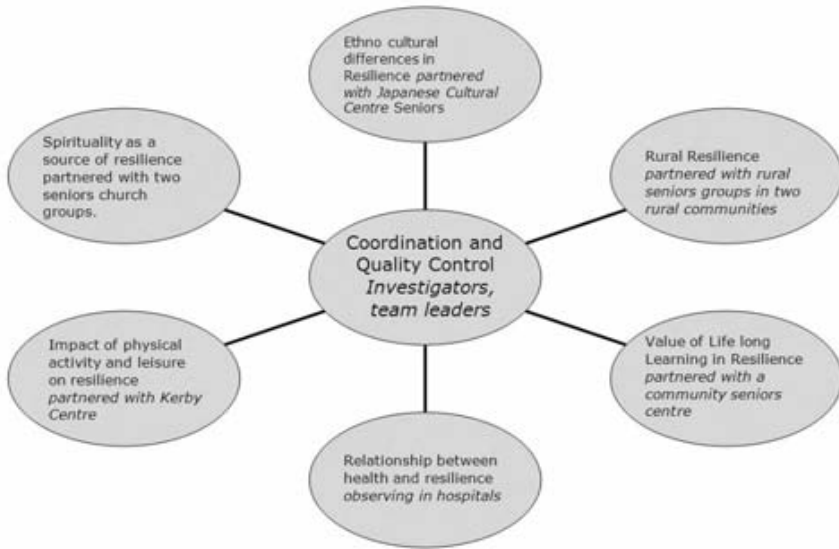 Ethno cultural
differences in
Resilience partnered
with Japanese Cultural
Centre Seniors
Spirituality as a
source of resilience
partnered with two
seniors church
groups.
Rural Resilience
partnered with rural
seniors groups in two
rural communities
Coordination and
Quality Control
Investigators,
team leaders
Impact of physical
activity and leisure
on resilience
partnered with Kerby
Centre
Value of Life long
Learning in Resilience
partnered with a
community seniors
centre
Relationship between
health and resilience
observing in hospitals